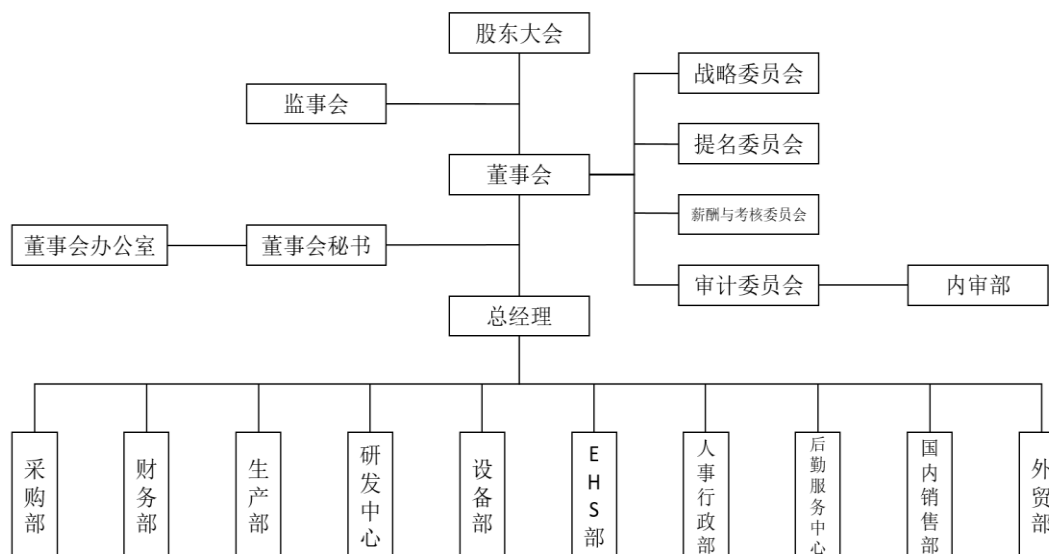 股东大会
战略委员会
监事会
提名委员会
董事会
薪酬与考核委员会
董事会办公室
董事会秘书
审计委员会
内审部
总经理
采购部
财务部
生产部
研发中心
设备部
EHS部
人事行政部
后勤服务中心
国内销售部
外贸部